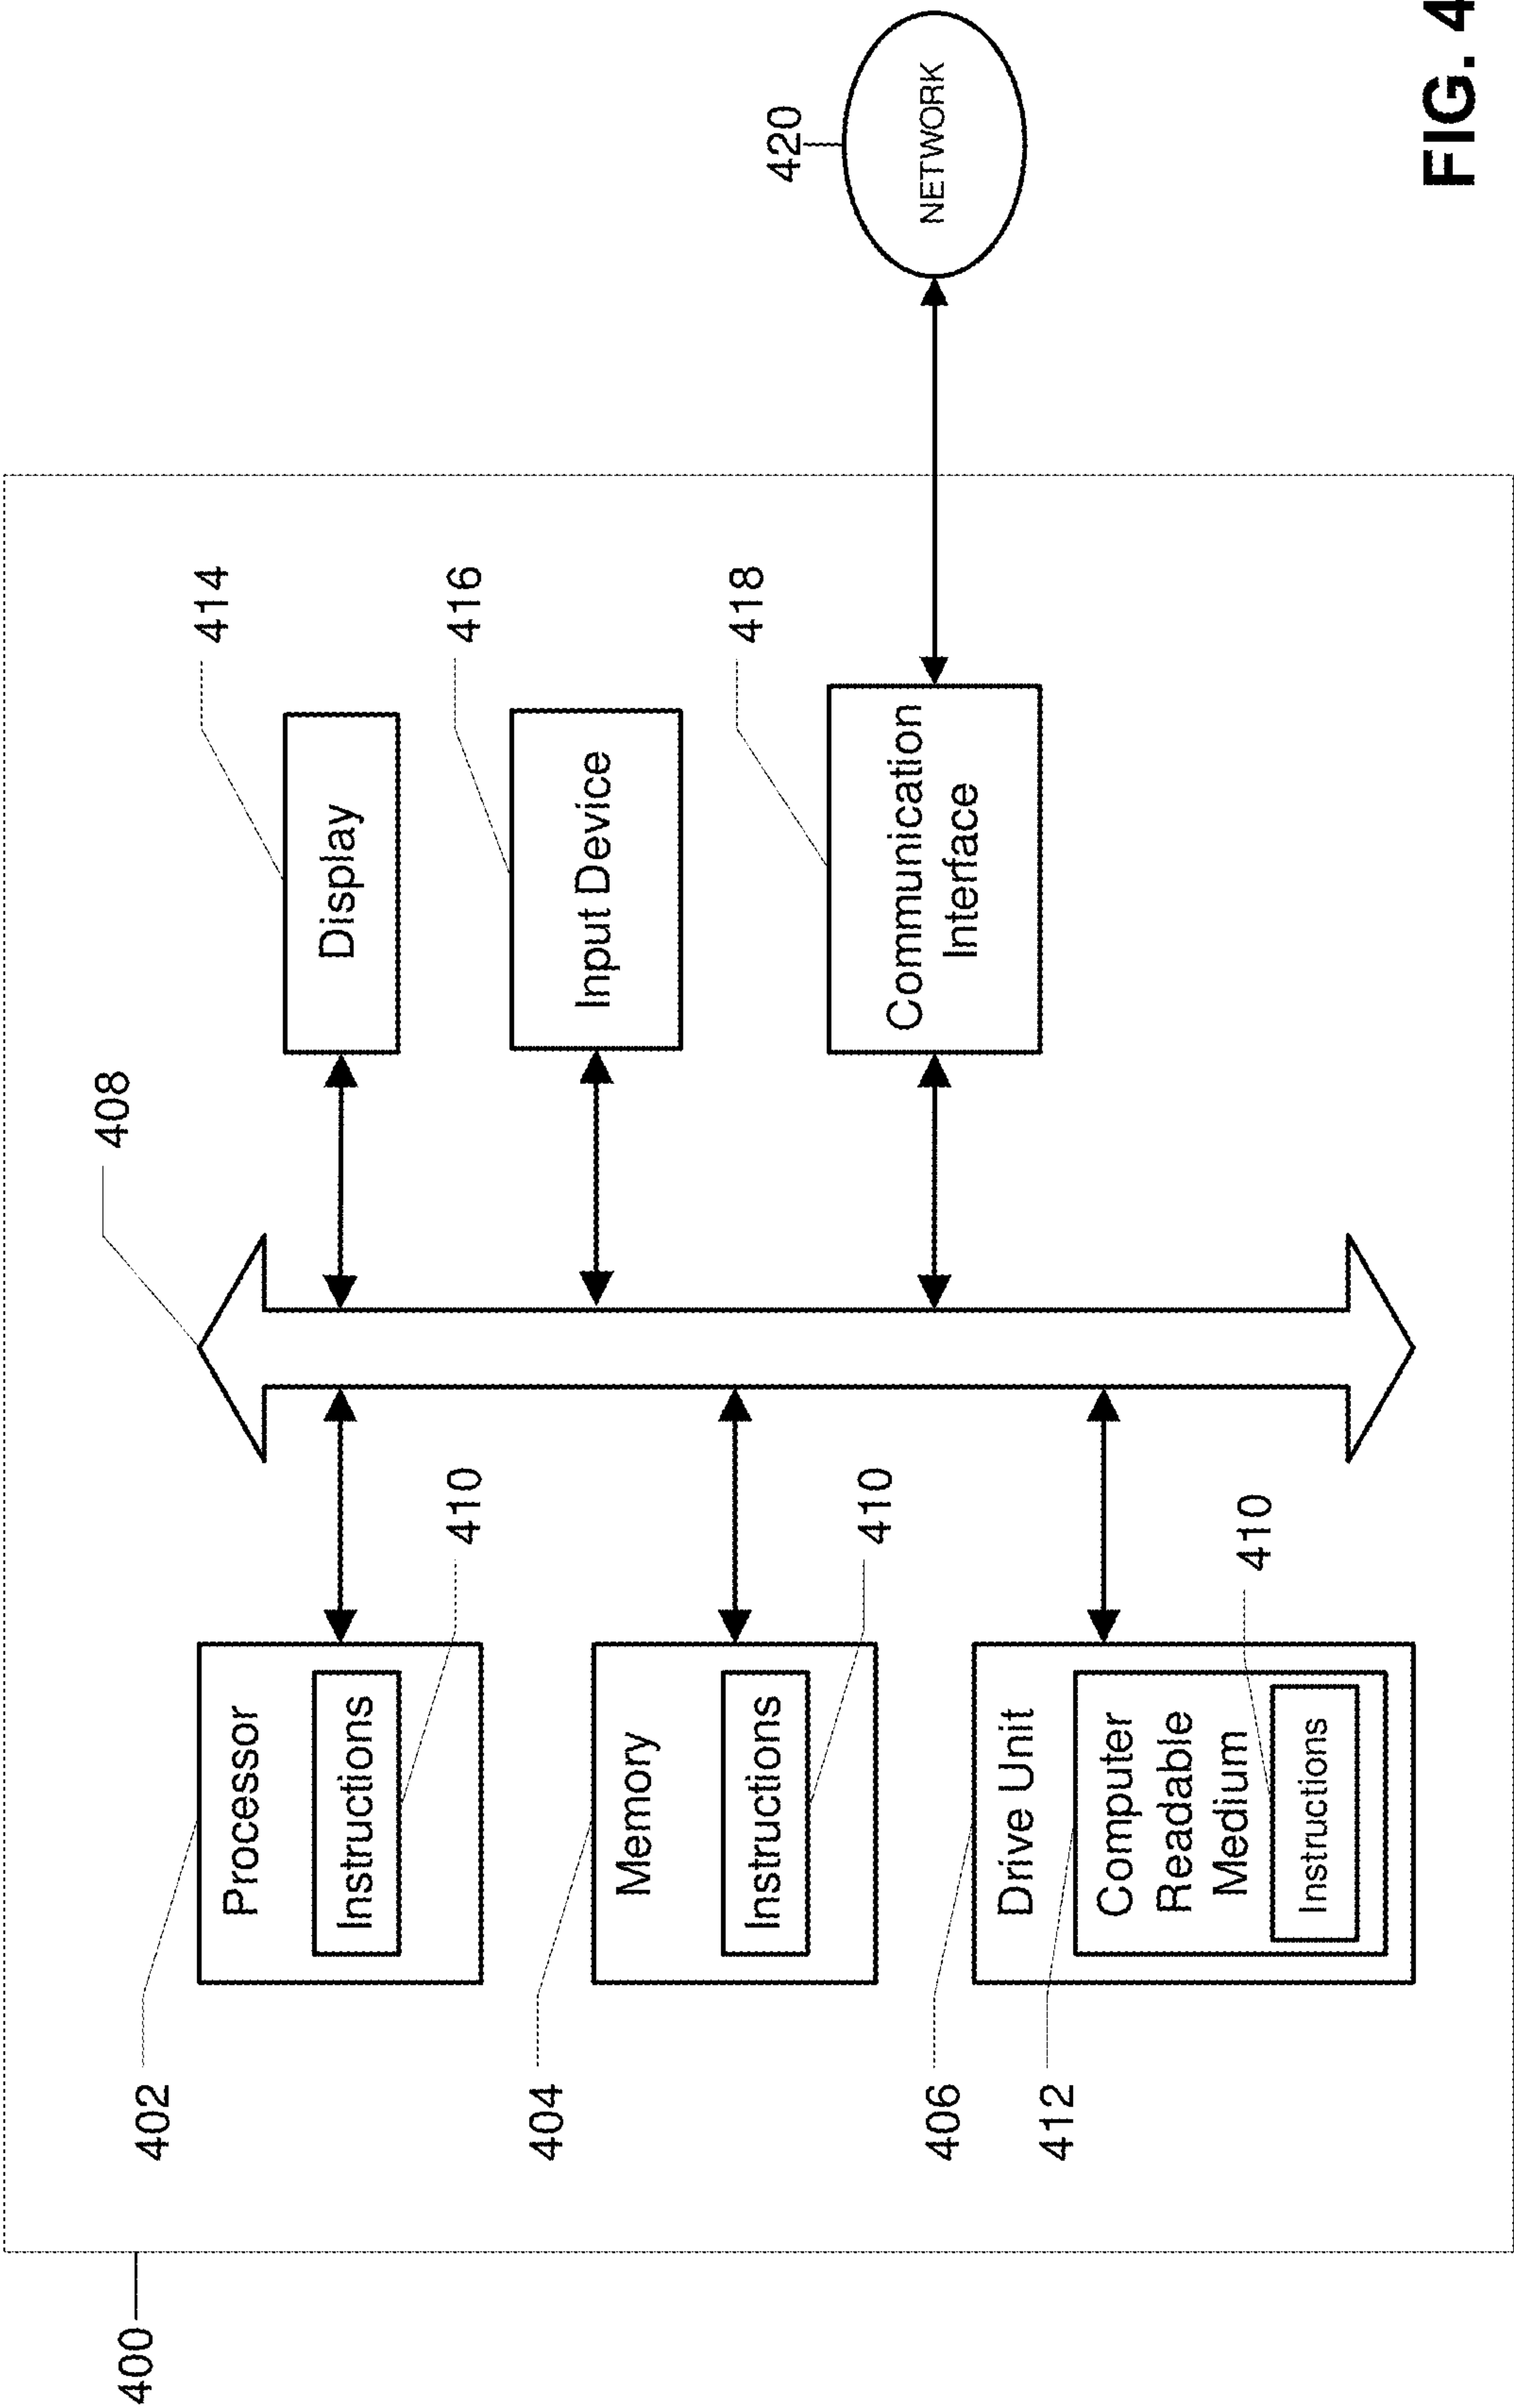 400
402
Processor
Instructions
410
404
Memory
Instructions
410
406
Drive Unit
412
Computer
Readable
Medium
Instructions
410
408
414
Display
416
Input Device
418
Communication
Interface
420
NETWORK
FIG. 4